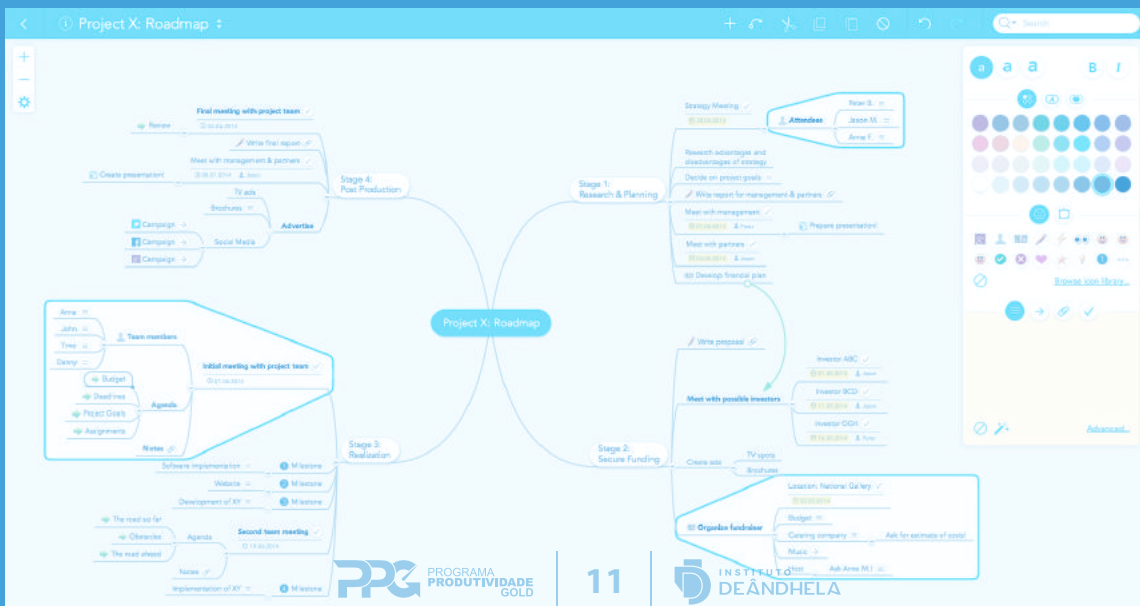 Project X: Roadmap
Search
a a a B I
Final meeting with project team
Review
Write final report
Meet with management & partners
Create presentation!
TV ads
Brochures
Advertise
Campaign
Campaign
Campaign
Social Media
Stage 4:
Post Production
Strategy Meeting
Attendees
Peter B.
Jason M.
Anne F.
Research advantages and
disadvantages of strategy
Decide on project goals
Write report for management & partners
Meet with management
Prepare presentation!
Meet with partners
Develop financial plan
Stage 1:
Research & Planning
Browse icon library...
Advanced...
Project X: Roadmap
Anna
John
Timo
Danny
Team members
Initial meeting with project team
Budget
Deadlines
Project Goals
Assignments
Agenda
Notes
Stage 3:
Realization
Software implementation
Milestone
Website
Milestone
Development of XY
Milestone
The road so far
Obstacles
The road ahead
Agenda
Second team meeting
Notes
Implementation of XY
Milestone
Write proposal
Meet with possible investors
Investor ABC
Investor BCD
Investor OGH
Stage 2:
Secure Funding
Create ads
TV spots
Brochures
Organize fundraiser
Location: National Gallery
Budget
Catering company
Ask for estimate of costs!
Music
Host
Ask Anne M.!
PPG
PROGRAMA
PRODUTIVIDADE
GOLD
11
INSTITUTO
DEÂNDHELA